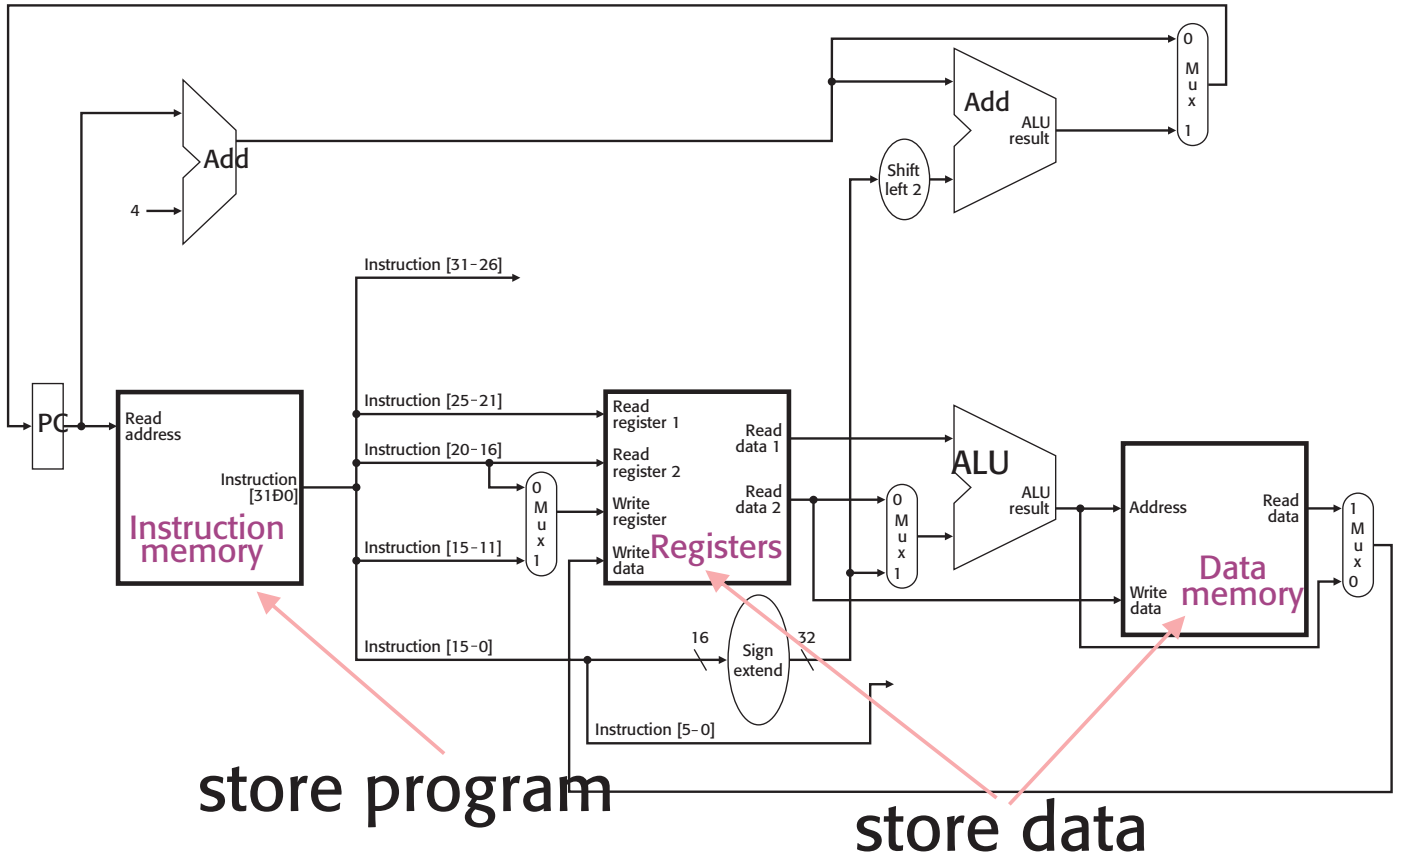 0
M
u
x
1
Add
ALU
result
Add
Shift
left 2
4
Instruction [31-26]
PC
Read
address
Instruction
[31Ð0]
Instruction
memory
Instruction [25-21]
Instruction [20-16]
Instruction [15-11]
0
M
u
x
1
Read
register 1
Read
register 2
Write
register
Write
data
Read
data 1
Read
data 2
Registers
0
M
u
x
1
ALU
ALU
result
Address
Write
data
Read
data
Data
memory
1
M
u
x
0
Instruction [15-0]
16
Sign
extend
32
Instruction [5-0]
store program
store data